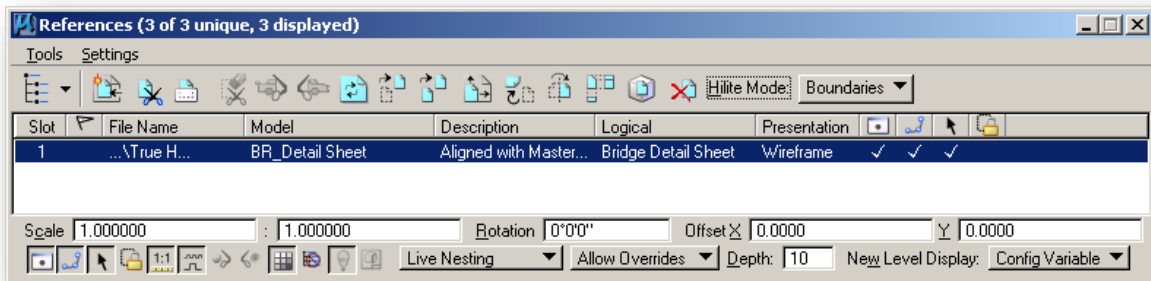 References (3 of 3 unique, 3 displayed)
Tools Settings
Hilite Mode: Boundaries
Slot File Name Model Description Logical Presentation
1 ...\True H... BR_Detail Sheet Aligned with Master... Bridge Detail Sheet Wireframe
Scale 1.000000 : 1.000000 Rotation 0°0'0" Offset X 0.0000 Y 0.0000
1:1 Live Nesting Allow Overrides Depth: 10 New Level Display: Config Variable